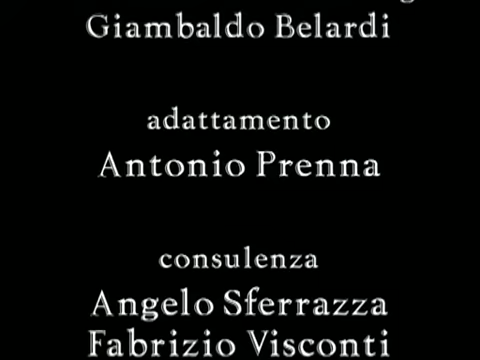 Giambaldo Belardi
adattamento
Antonio Prenna
consulenza
Angelo Sferrazza
Fabrizio Visconti